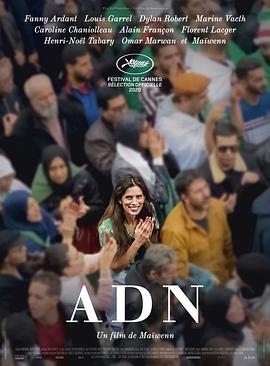 Fanny Ardant Louis Garrel Dylan Robert Marine Vacth
Caroline Chaniolleau Alain Françon Florent Lacger
Henri-Noël Tabary Omar Marwan et Maïwenn
FESTIVAL DE CANNES
SÉLECTION OFFICIELLE
2020
ADN
Un film de Maïwenn